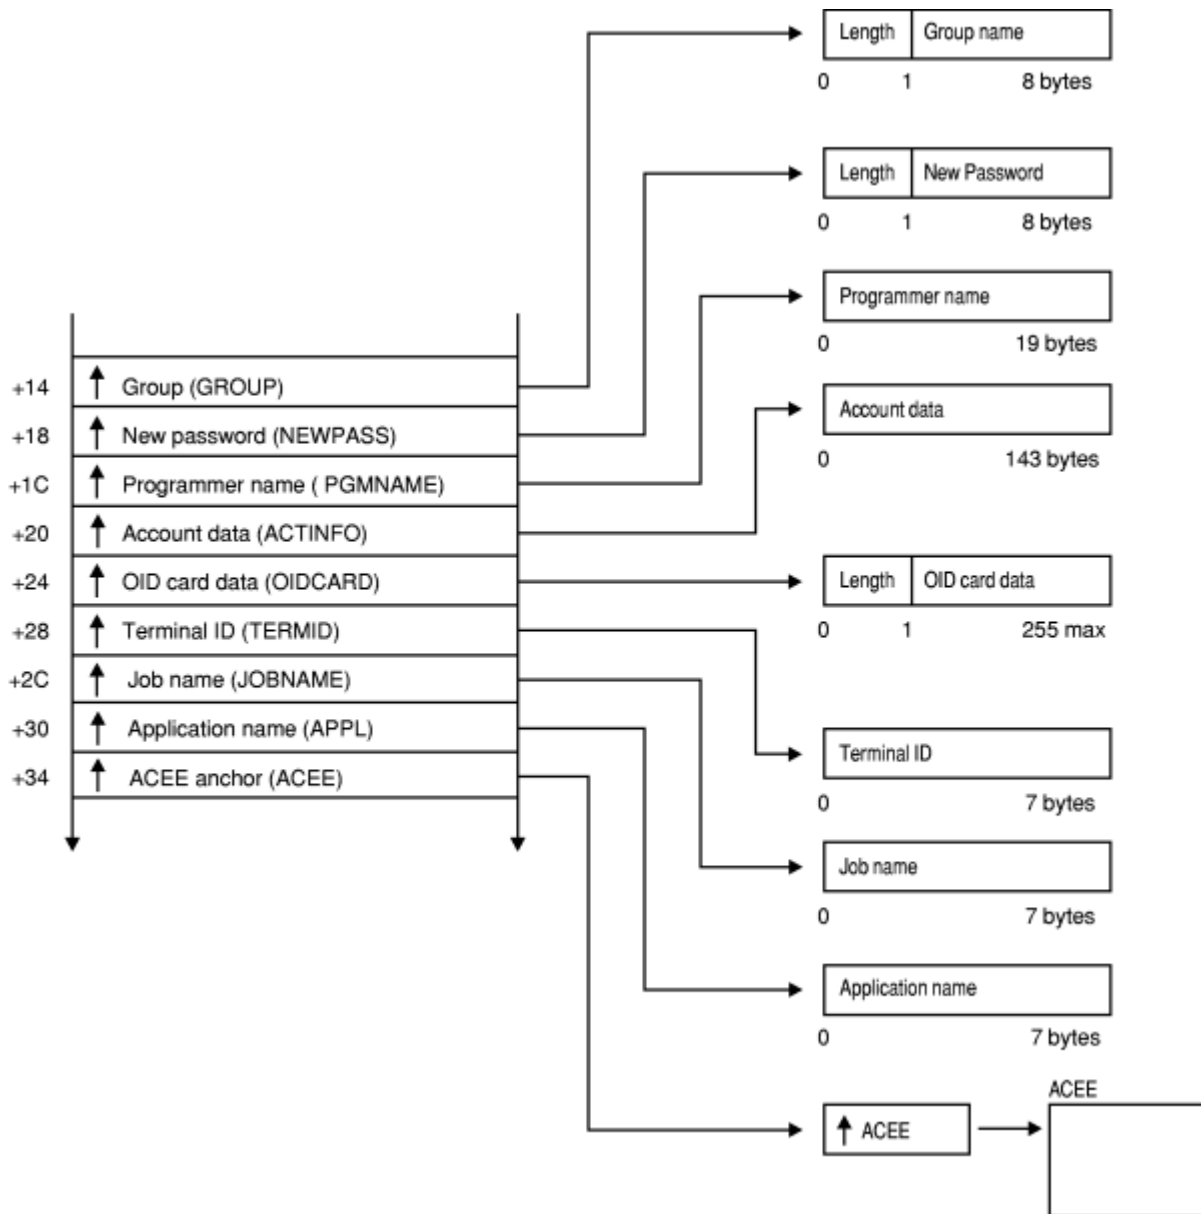 Length Group name
0 1 8 bytes
Length New Password
0 1 8 bytes
Programmer name
0 19 bytes
+14 Group (GROUP)
Account data
+18 New password (NEWPASS)
0 143 bytes
+1C Programmer name ( PGMNAME)
+20 Account data (ACTINFO)
+24 OID card data (OIDCARD)
Length OID card data
+28 Terminal ID (TERMID)
0 1 255 max
+2C Job name (JOBNAME)
+30 Application name (APPL)
Terminal ID
+34 ACEE anchor (ACEE)
0 7 bytes
Job name
0 7 bytes
Application name
0 7 bytes
ACEE
ACEE